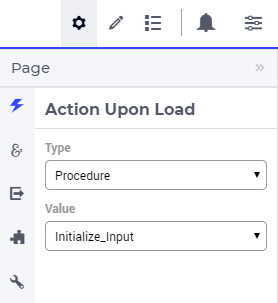 Page
Action Upon Load
Type
Procedure
Value
Initialize_Input